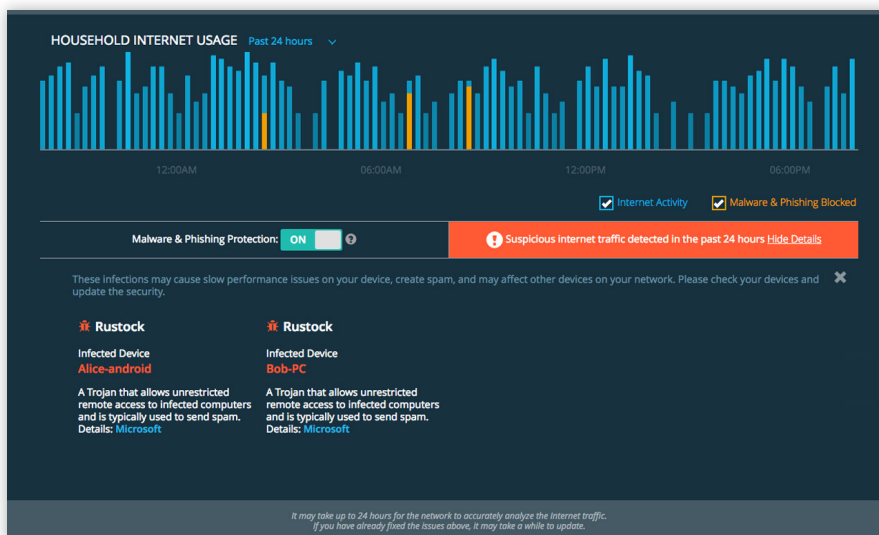 HOUSEHOLD INTERNET USAGE Past 24 hours
12:00AM 06:00AM 12:00PM 06:00PM
Internet Activity Malware & Phishing Blocked
Malware & Phishing Protection: ON ?
! Suspicious internet traffic detected in the past 24 hours Hide Details
These infections may cause slow performance issues on your device, create spam, and may affect other devices on your network. Please check your devices and
update the security.
Rustock
Infected Device
Alice-android
A Trojan that allows unrestricted
remote access to infected computers
and is typically used to send spam.
Details: Microsoft
Rustock
Infected Device
Bob-PC
A Trojan that allows unrestricted
remote access to infected computers
and is typically used to send spam.
Details: Microsoft
It may take up to 24 hours for the network to accurately analyze the Internet traffic.
If you have already fixed the issues above, it may take a while to update.